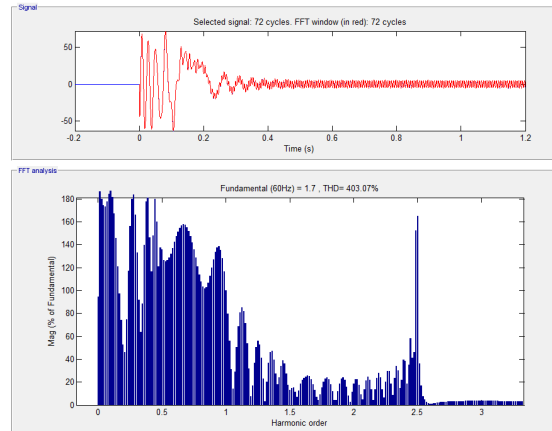 Signal
Selected signal: 72 cycles. FFT window (in red): 72 cycles
50
0
-50
-0.2 0 0.2 0.4 0.6 0.8 1 1.2
Time (s)
FFT analysis
Fundamental (60Hz) = 1.7 , THD= 403.07%
180
160
140
120
100
80
60
40
20
0
Mag (% of Fundamental)
0 0.5 1 1.5 2 2.5 3
Harmonic order